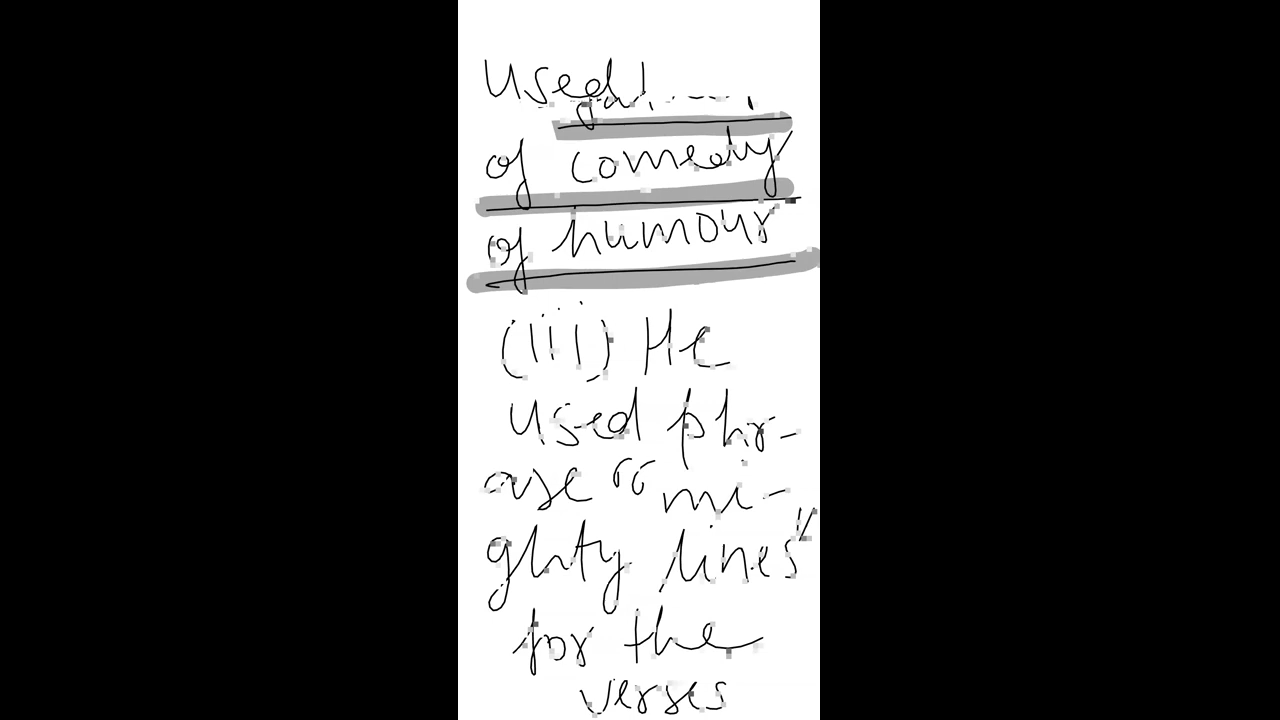 used
of comedy
of humour
(iii) He
used phr-
ase "mi-
ghty lines"
for the
verses